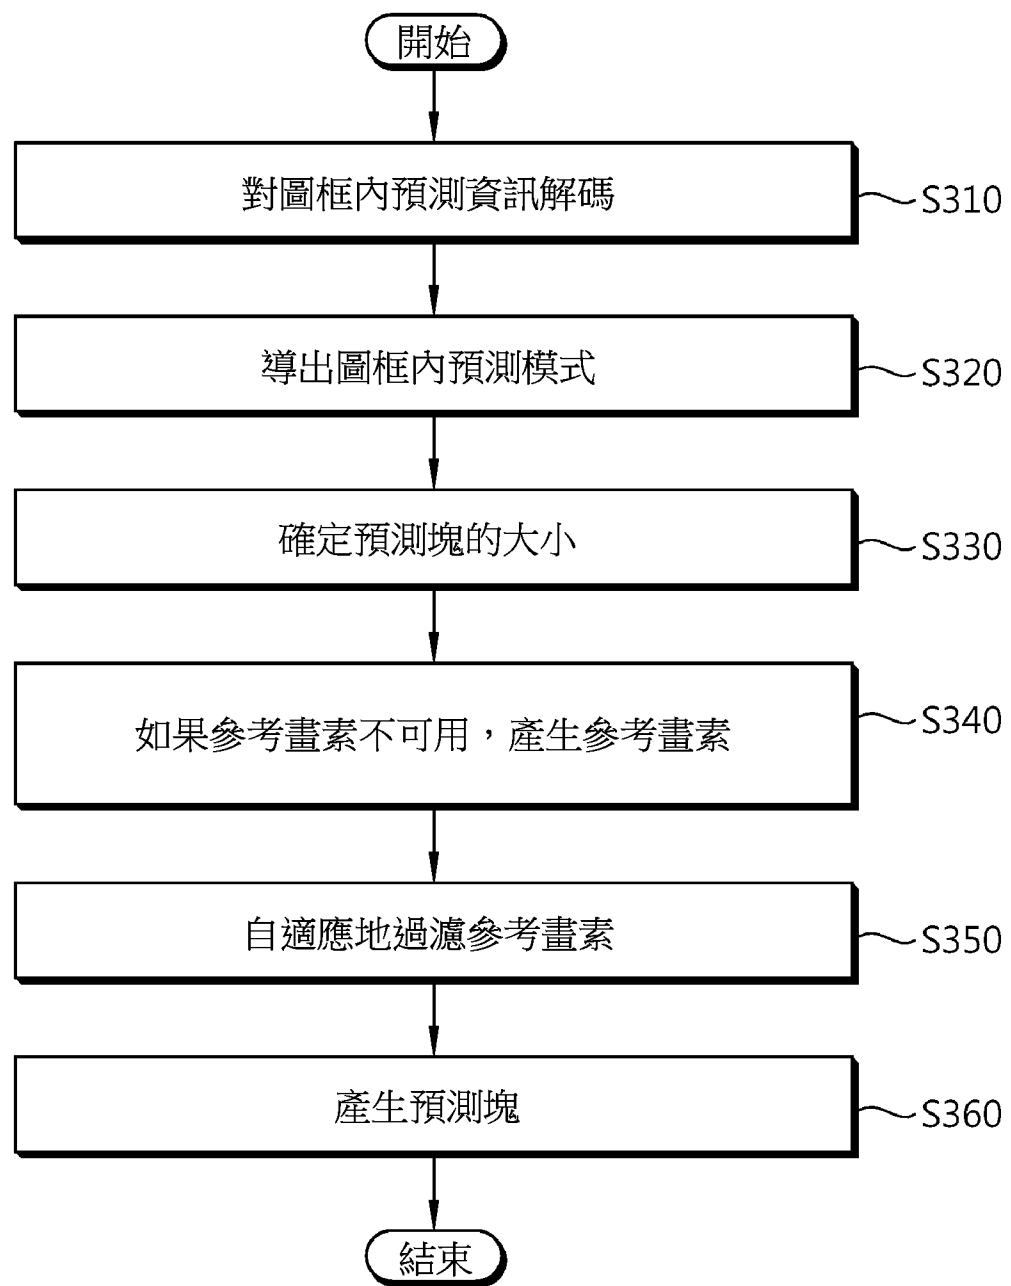 開始
對圖框內預測資訊解碼
S310
導出圖框內預測模式
S320
確定預測塊的大小
S330
如果參考畫素不可用，產生參考畫素
S340
自適應地過濾參考畫素
S350
產生預測塊
S360
結束